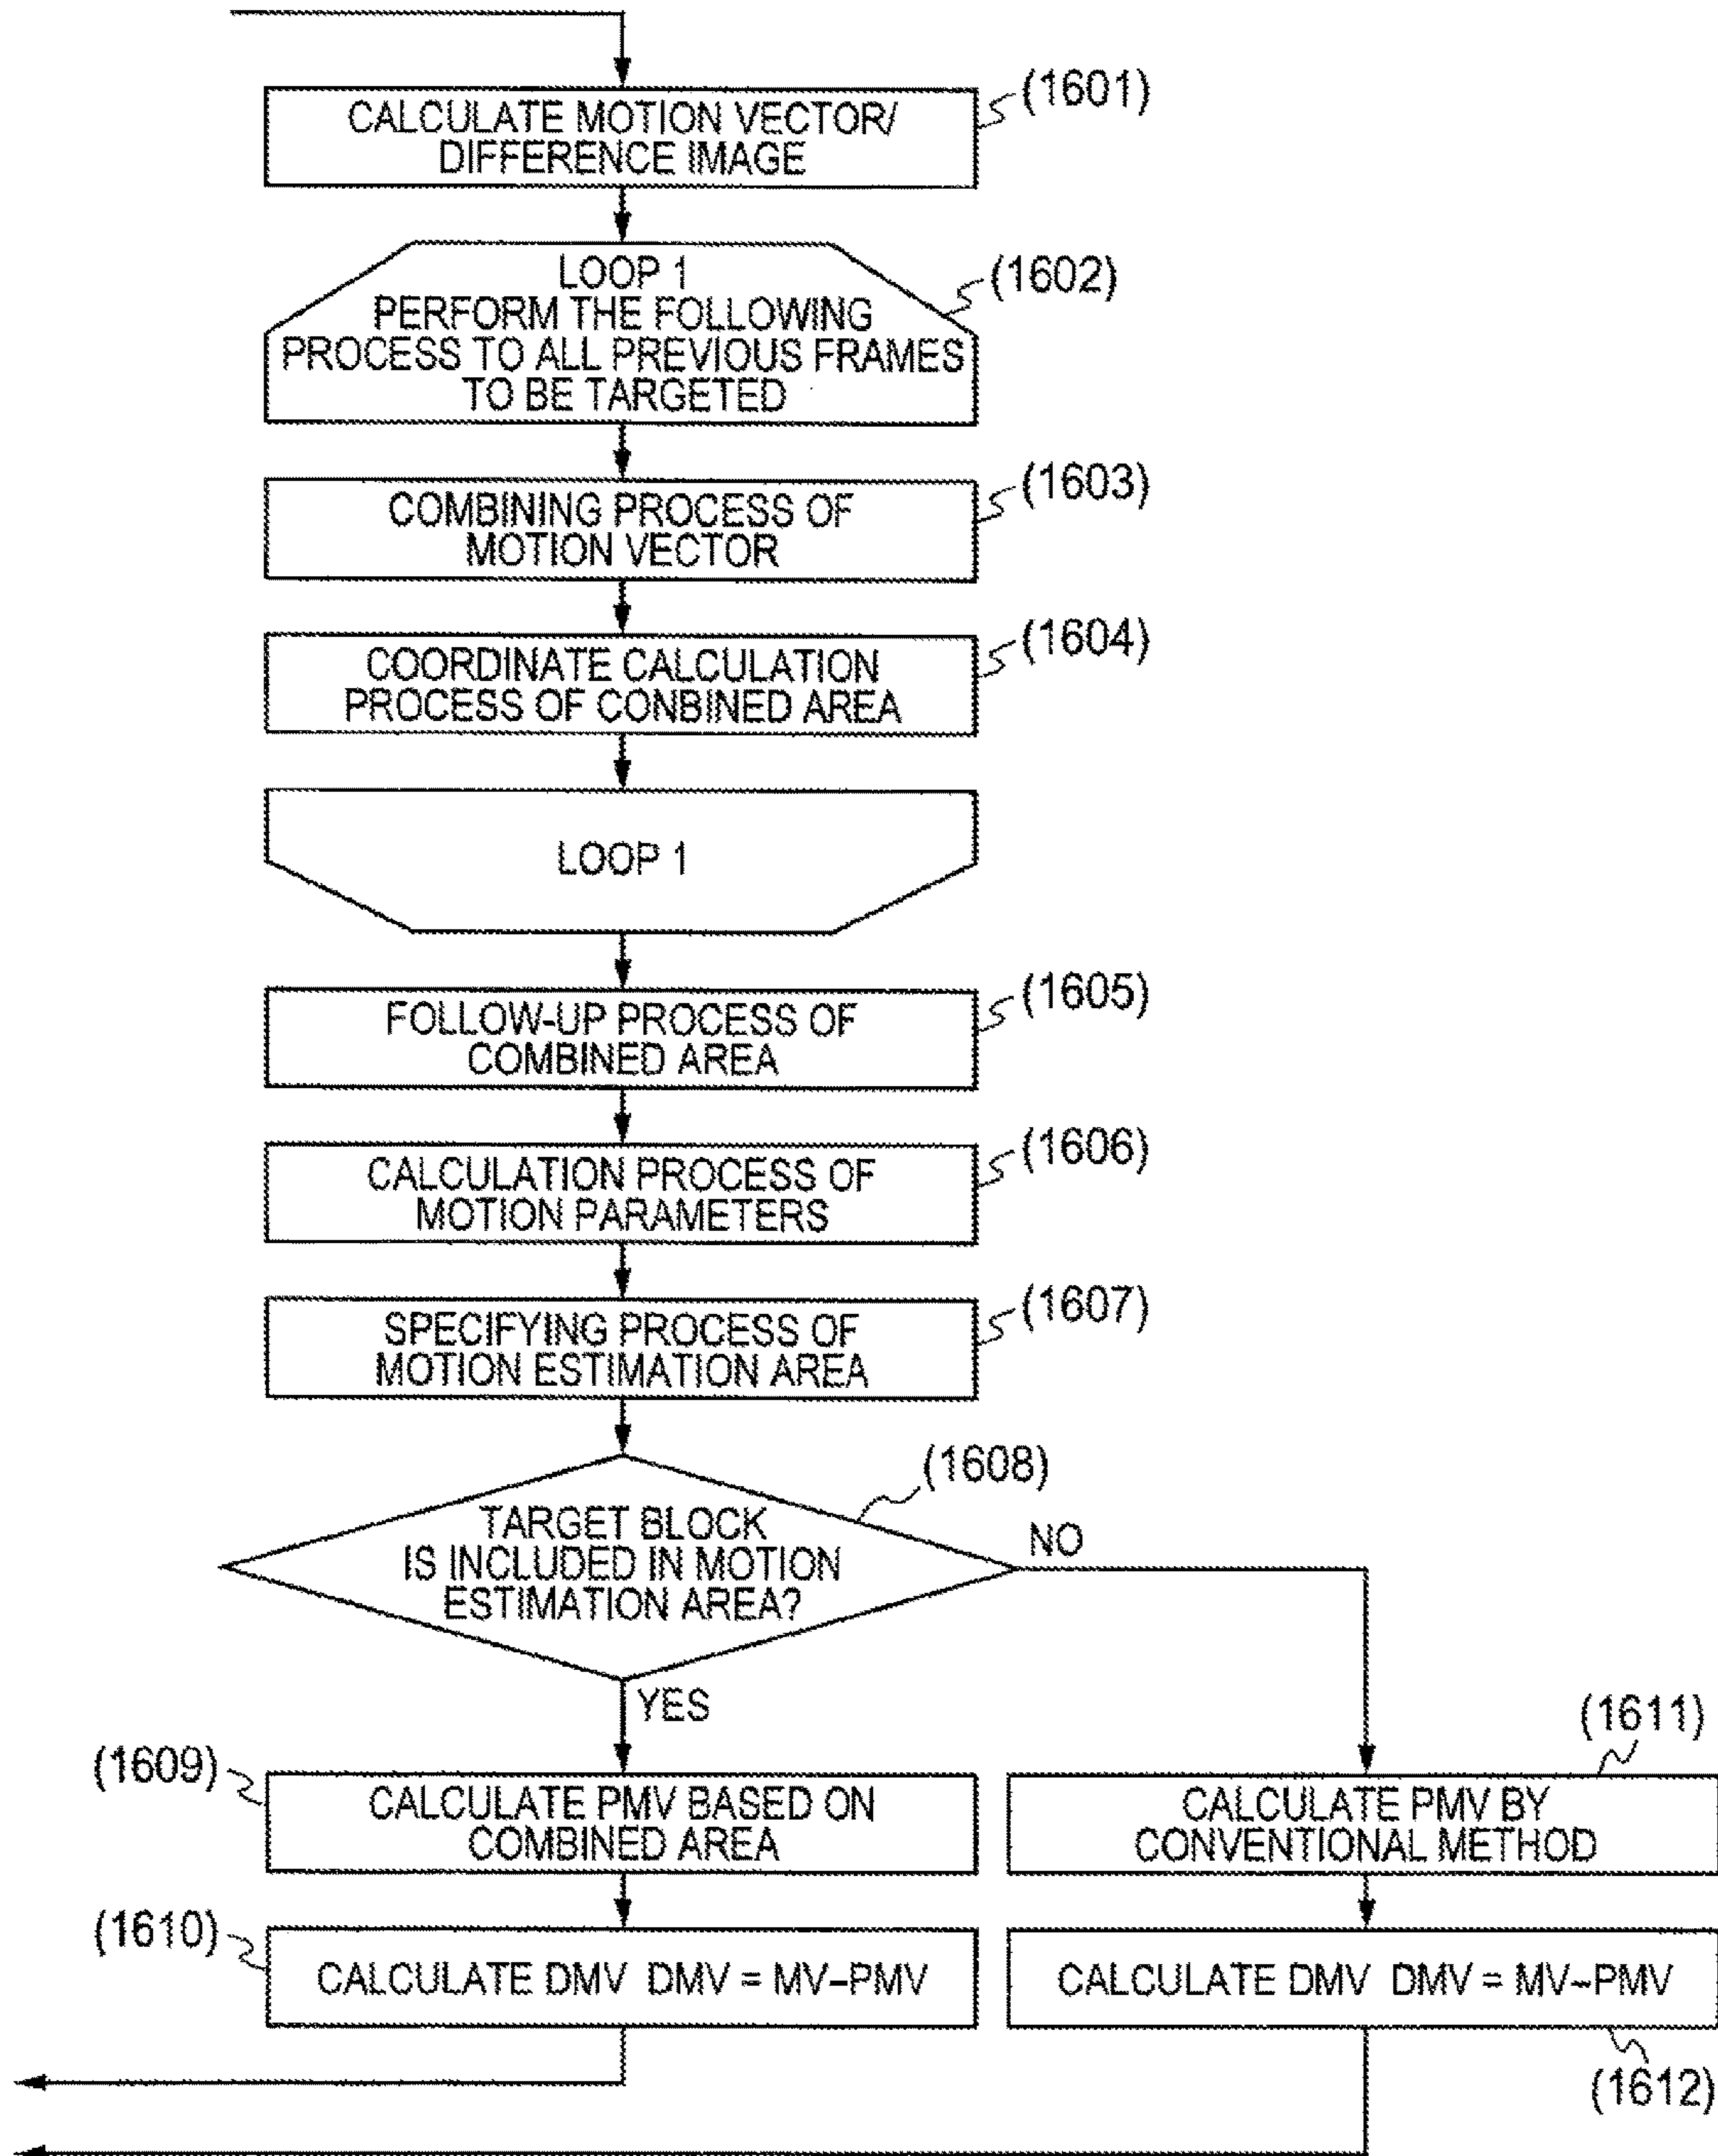 (1601)
CALCULATE MOTION VECTOR/
DIFFERENCE IMAGE
LOOP 1
(1602)
PERFORM THE FOLLOWING
PROCESS TO ALL PREVIOUS FRAMES
TO BE TARGETED
(1603)
COMBINING PROCESS OF
MOTION VECTOR
(1604)
COORDINATE CALCULATION
PROCESS OF CONBINED AREA
LOOP 1
(1605)
FOLLOW-UP PROCESS OF
COMBINED AREA
(1606)
CALCULATION PROCESS OF
MOTION PARAMETERS
(1607)
SPECIFYING PROCESS OF
MOTION ESTIMATION AREA
(1608)
TARGET BLOCK
IS INCLUDED IN MOTION
ESTIMATION AREA?
NO
YES
(1609)
CALCULATE PMV BASED ON
COMBINED AREA
(1611)
CALCULATE PMV BY
CONVENTIONAL METHOD
(1610)
CALCULATE DMV DMV = MV-PMV
CALCULATE DMV DMV = MV-PMV
(1612)